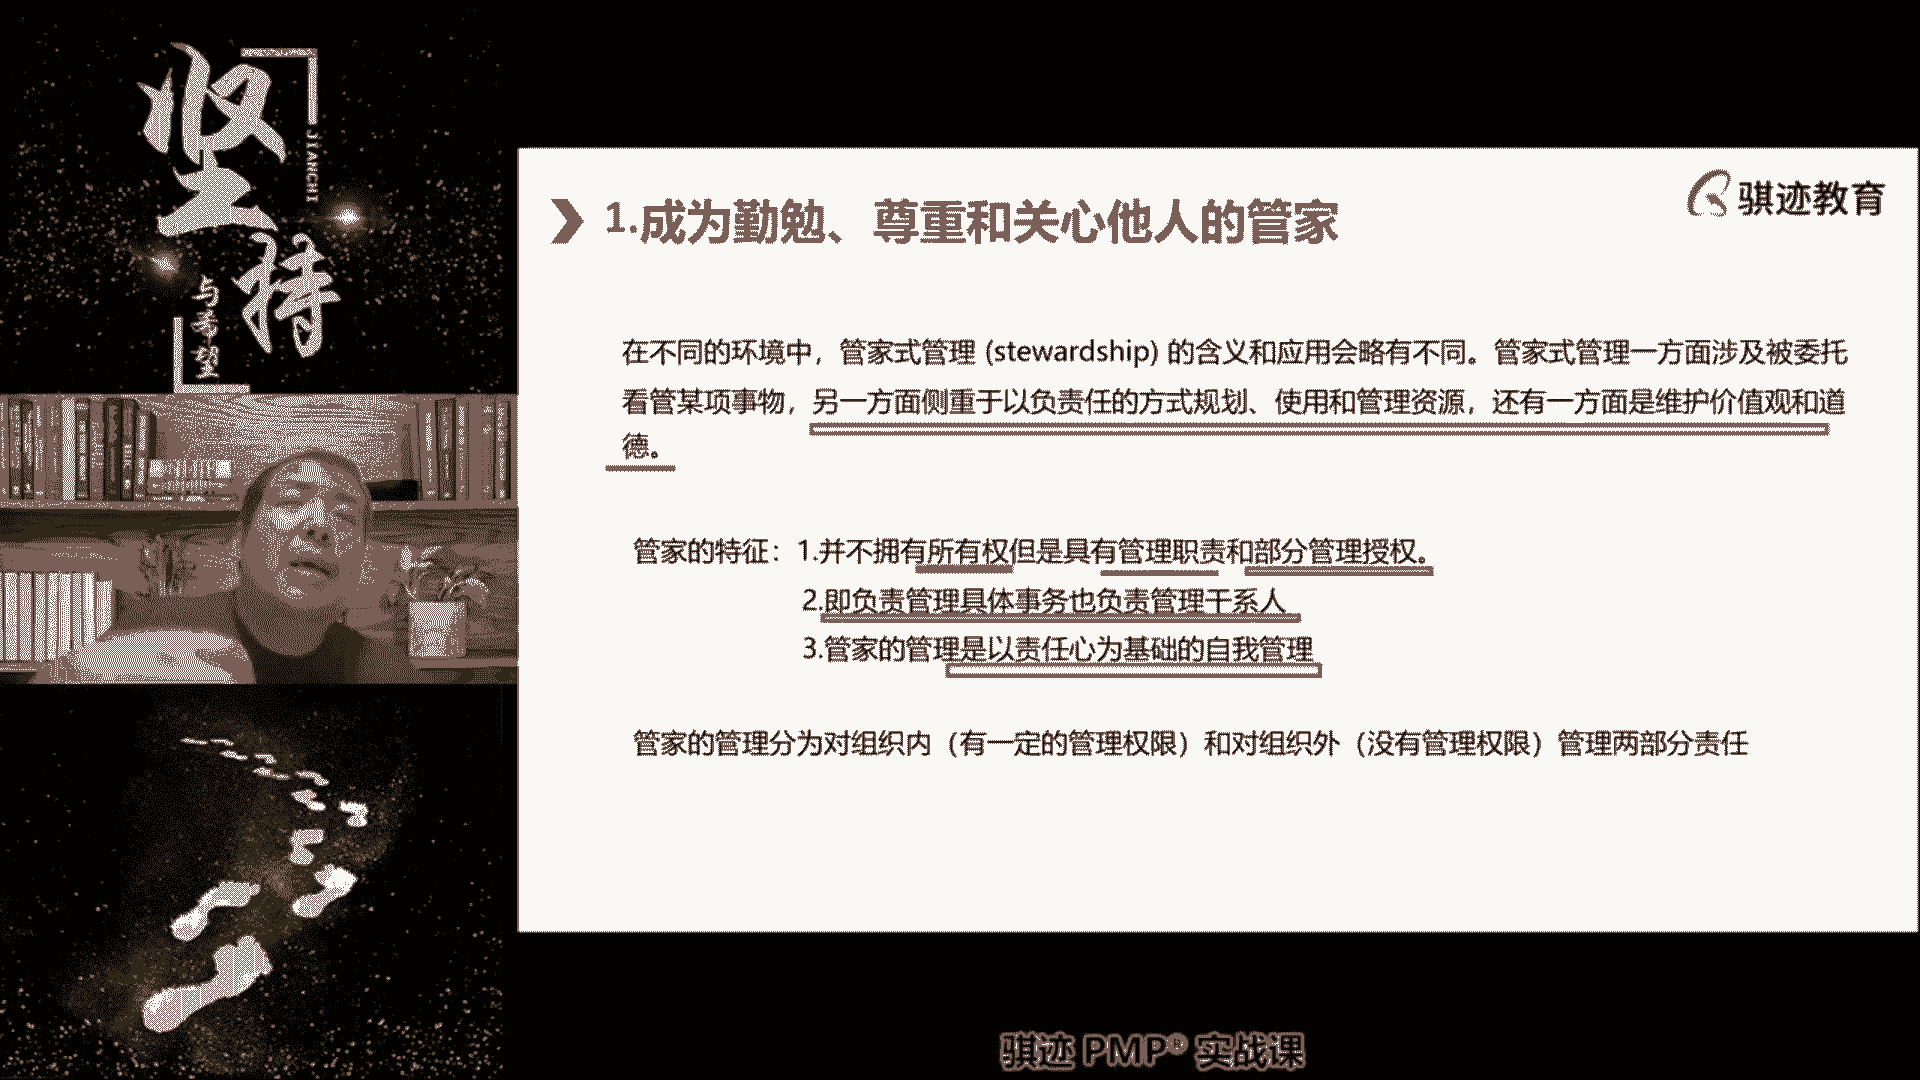 坚持
JIANCHI
与希望
骐迹教育
1.成为勤勉、尊重和关心他人的管家
在不同的环境中，管家式管理 (stewardship) 的含义和应用会略有不同。管家式管理一方面涉及被委托
看管某项事物，另一方面侧重于以负责任的方式规划、使用和管理资源，还有一方面是维护价值观和道
德。
管家的特征：1.并不拥有所有权但是具有管理职责和部分管理授权。
2.即负责管理具体事务也负责管理干系人
3.管家的管理是以责任心为基础的自我管理
管家的管理分为对组织内（有一定的管理权限）和对组织外（没有管理权限）管理两部分责任
骐迹 PMP® 实战课